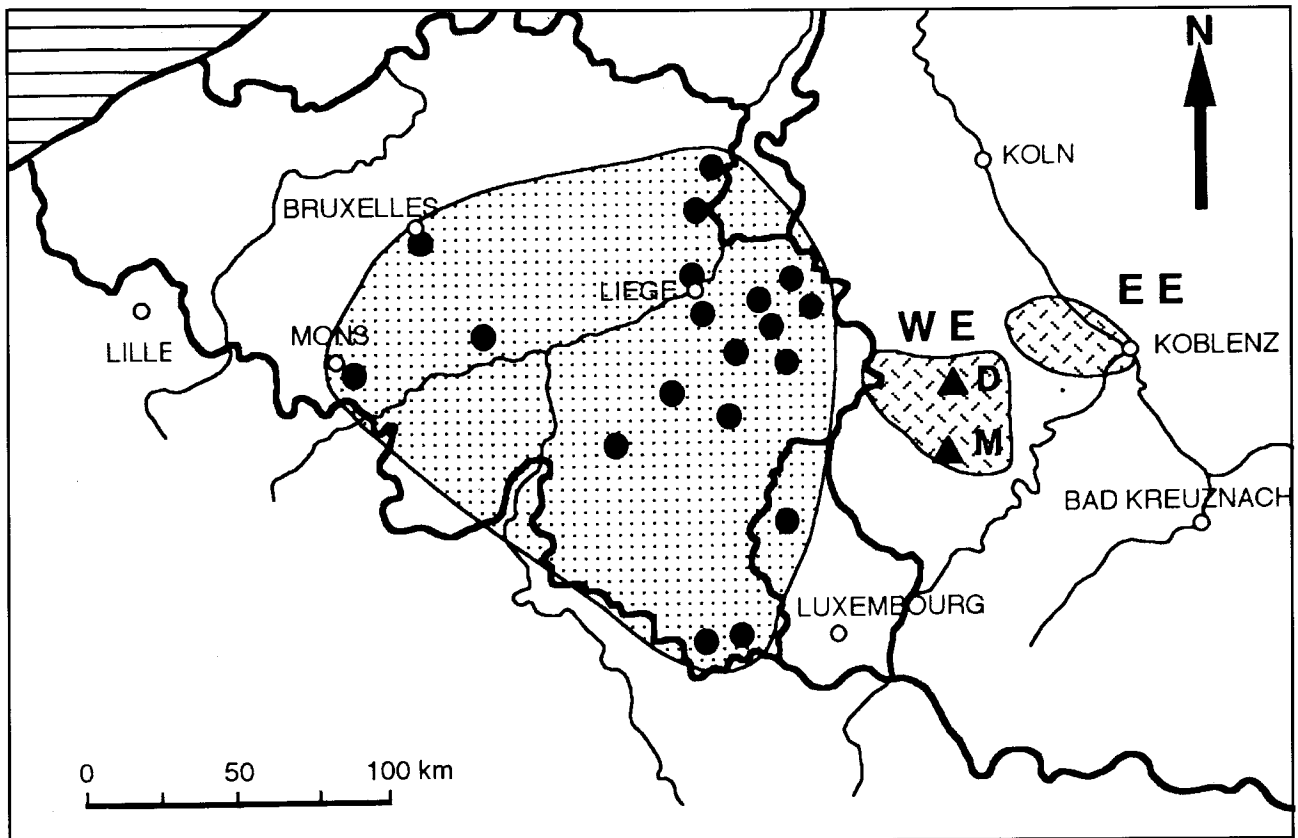 N
KOLN
BRUXELLES
LIEGE
E E
W E
KOBLENZ
LILLE
MONS
D
M
BAD KREUZNACH
LUXEMBOURG
0 50 100 km